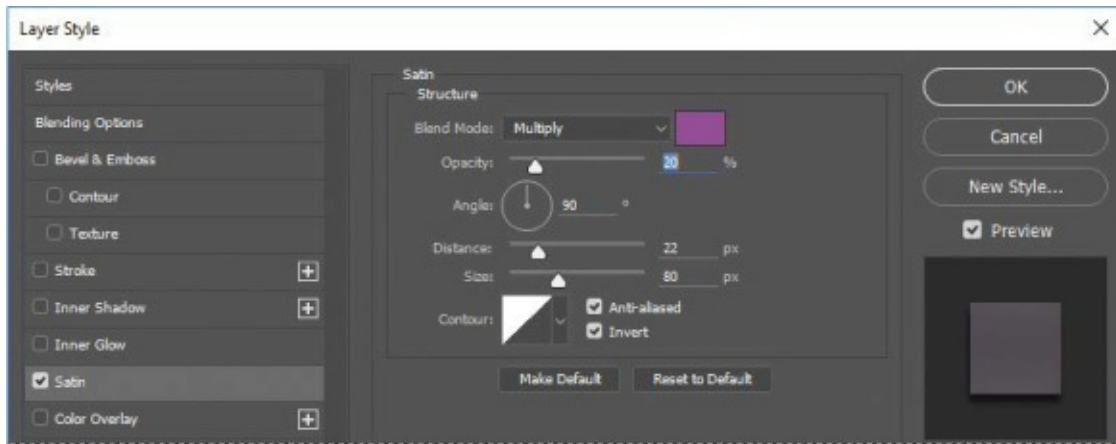 Layer Style
Styles
Blending Options
Bevel & Emboss
Contour
Texture
Stroke
Inner Shadow
Inner Glow
Satin
Color Overlay
Satin
Structure
Blend Mode: Multiply
Opacity: 20 %
Angle: 90 °
Distance: 22 px
Size: 80 px
Contour: Anti-aliased
Invert
Make Default Reset to Default
OK
Cancel
New Style...
Preview